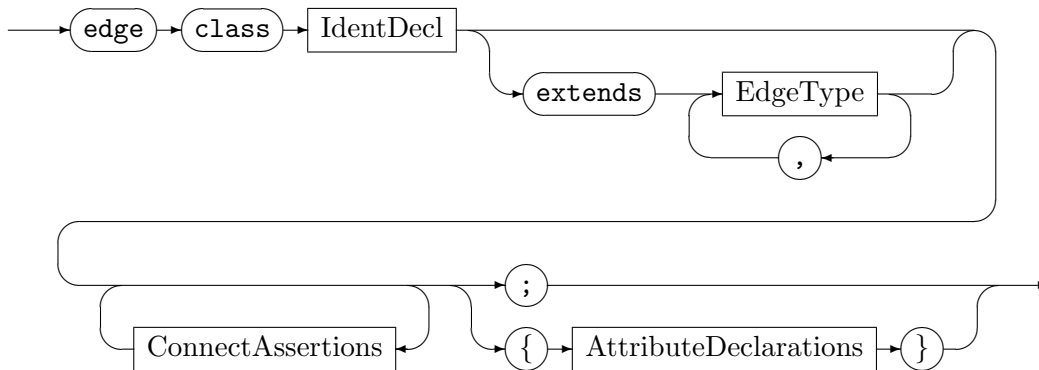 edge class IdentDecl
extends EdgeType
,
;
ConnectAssertions { AttributeDeclarations }